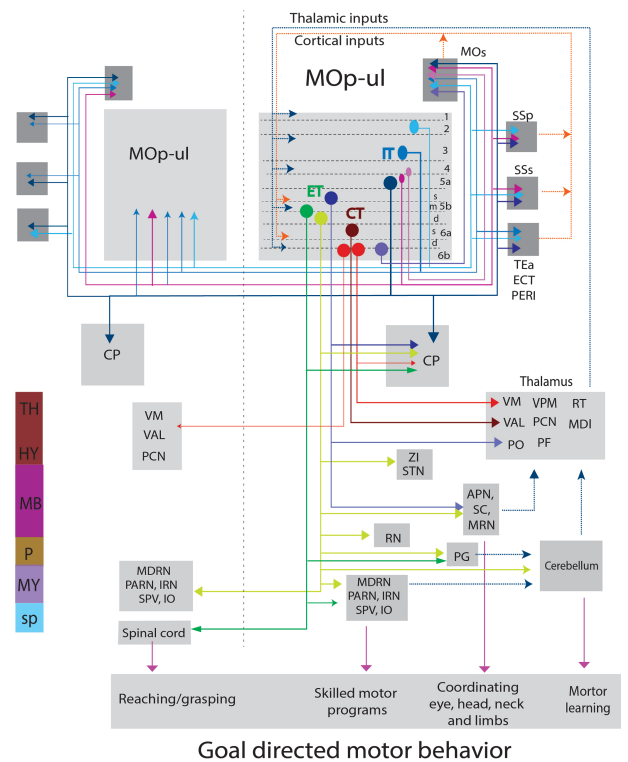 Thalamic inputs
Cortical inputs
MOs
MOp-ul
MOp-ul
1
2
3
4
5a
s
m 5b
d
s
6a
d
6b
IT
ET
CT
SSp
SSs
TEa
ECT
PERI
CP
CP
Thalamus
VM VPM RT
VAL PCN MDI
PO PF
VM
VAL
PCN
TH
HY
MB
P
MY
sp
ZI
STN
APN,
SC,
MRN
RN
PG
Cerebellum
MDRN
PARN, IRN
SPV, IO
MDRN
PARN, IRN
SPV, IO
Spinal cord
Reaching/grasping
Skilled motor
programs
Coordinating
eye, head, neck
and limbs
Mortor
learning
Goal directed motor behavior